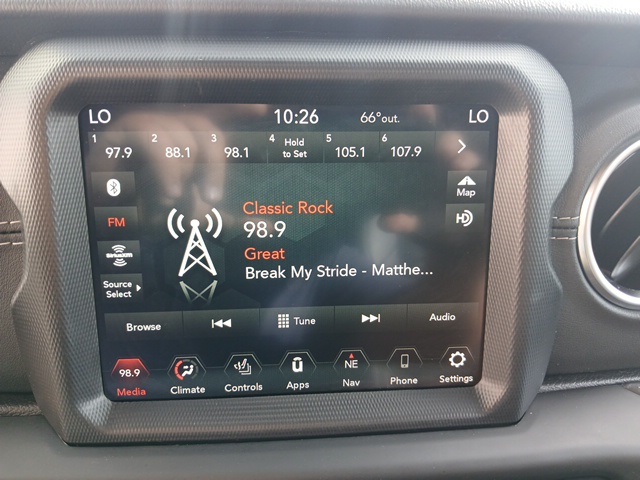 LO 10:26 66°out. LO
1 97.9 2 88.1 3 98.1 4 Hold to Set 5 105.1 6 107.9
Map
FM
Classic Rock
98.9
HD
SiriusXM
Great
Break My Stride - Matthe...
Source
Select
Browse Tune Audio
98.9 NE
Media Climate Controls Apps Nav Phone Settings